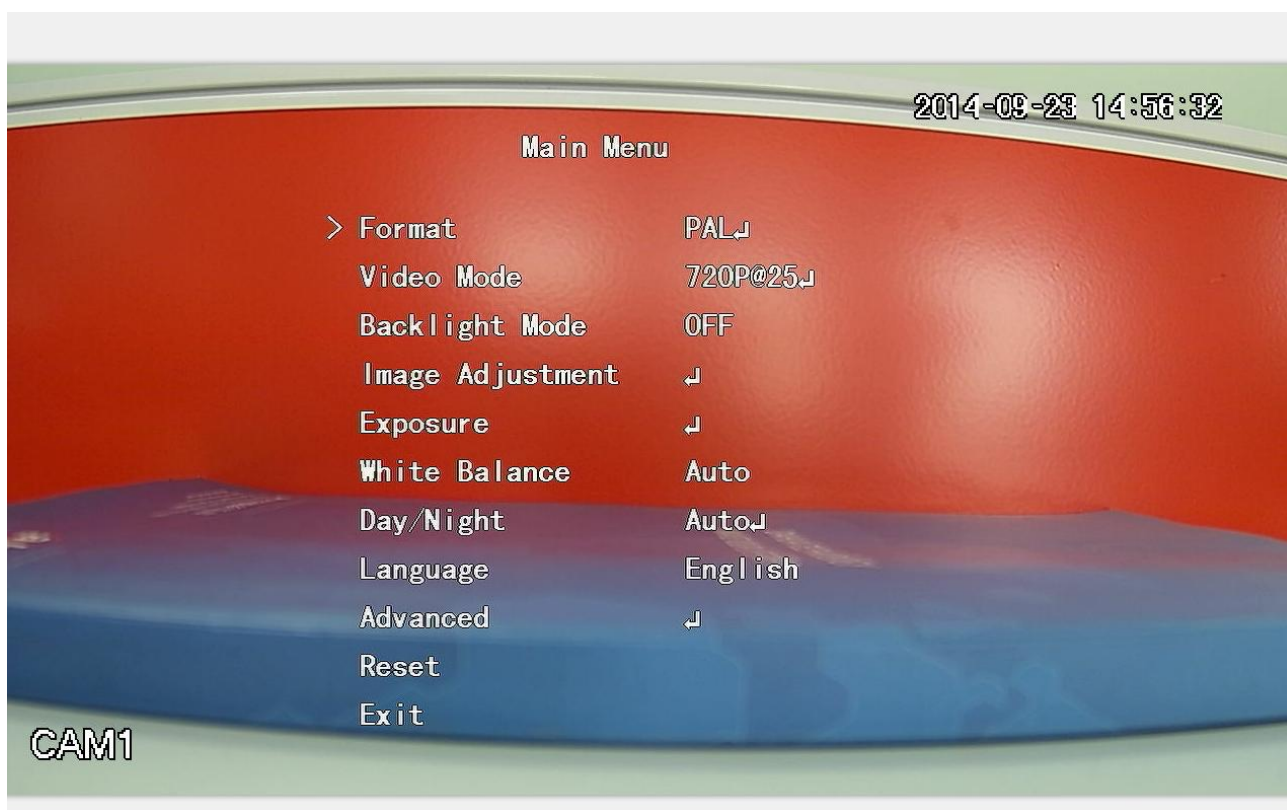 2014-09-23 14:56:32
Main Menu
> Format PAL↵
Video Mode 720P@25↵
Backlight Mode OFF
Image Adjustment ↵
Exposure ↵
White Balance Auto
Day/Night Auto↵
Language English
Advanced ↵
Reset
Exit
CAM1